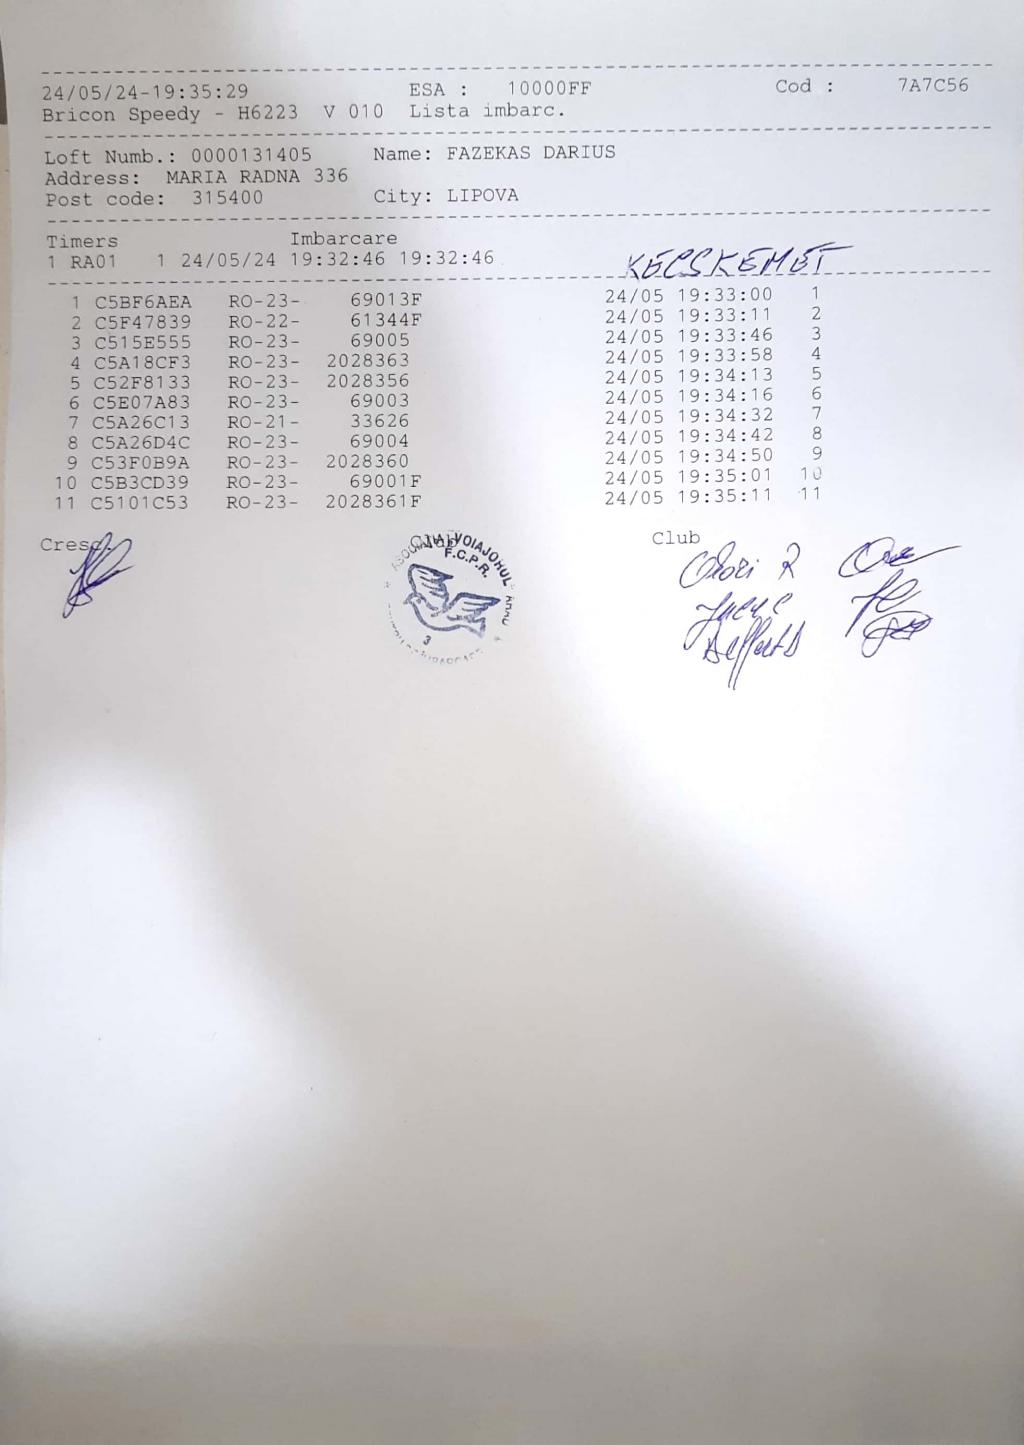 24/05/24-19:35:29 ESA : 10000FF Cod : 7A7C56
Bricon Speedy - H6223 V 010 Lista imbarc.
Loft Numb.: 0000131405 Name: FAZEKAS DARIUS
Address: MARIA RADNA 336
Post code: 315400 City: LIPOVA
Timers Imbarcare
1 RA01 1 24/05/24 19:32:46 19:32:46 KECSKEMET
1 C5BF6AEA RO-23- 69013F 24/05 19:33:00 1
2 C5F47839 RO-22- 61344F 24/05 19:33:11 2
3 C515E555 RO-23- 69005 24/05 19:33:46 3
4 C5A18CF3 RO-23- 2028363 24/05 19:33:58 4
5 C52F8133 RO-23- 2028356 24/05 19:34:13 5
6 C5E07A83 RO-23- 69003 24/05 19:34:16 6
7 C5A26C13 RO-21- 33626 24/05 19:34:32 7
8 C5A26D4C RO-23- 69004 24/05 19:34:42 8
9 C53F0B9A RO-23- 2028360 24/05 19:34:50 9
10 C5B3CD39 RO-23- 69001F 24/05 19:35:01 10
11 C5101C53 RO-23- 2028361F 24/05 19:35:11 11
Cresc. Club
VOIAJORUL
F.C.P.R.
3